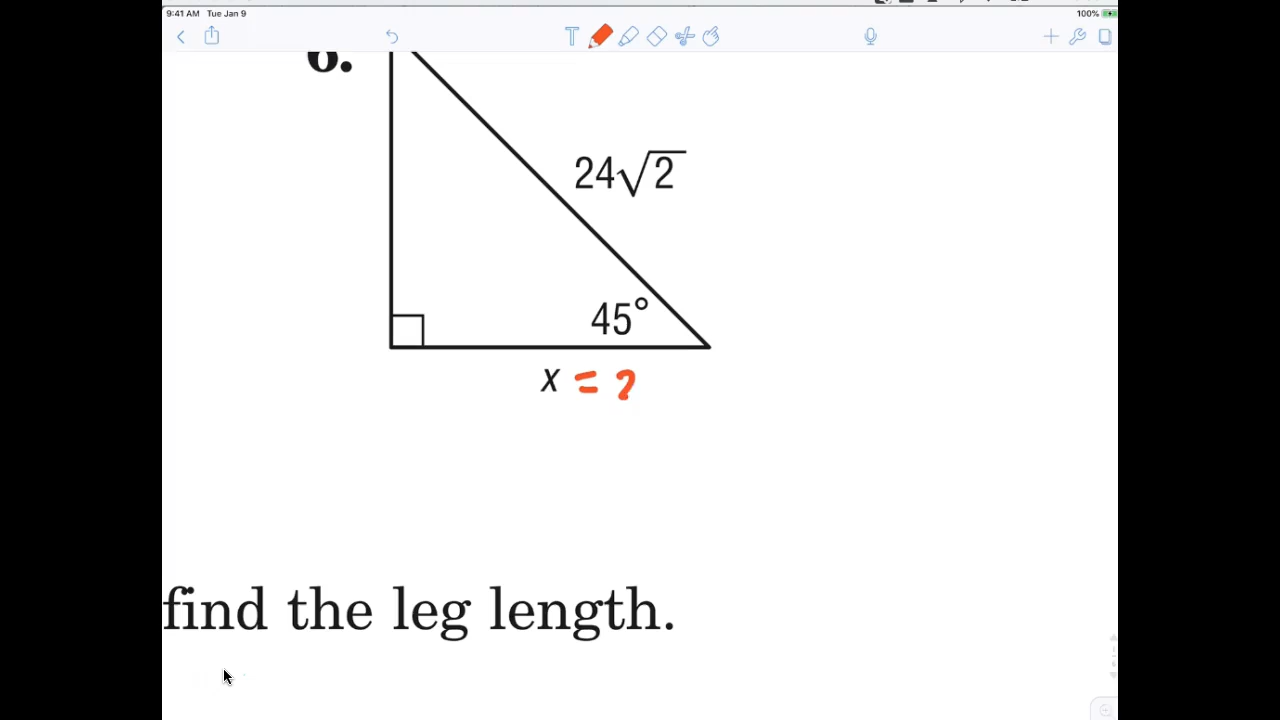 9:41 AM Tue Jan 9
100%
T
6.
24√2
45°
x = ?
find the leg length.